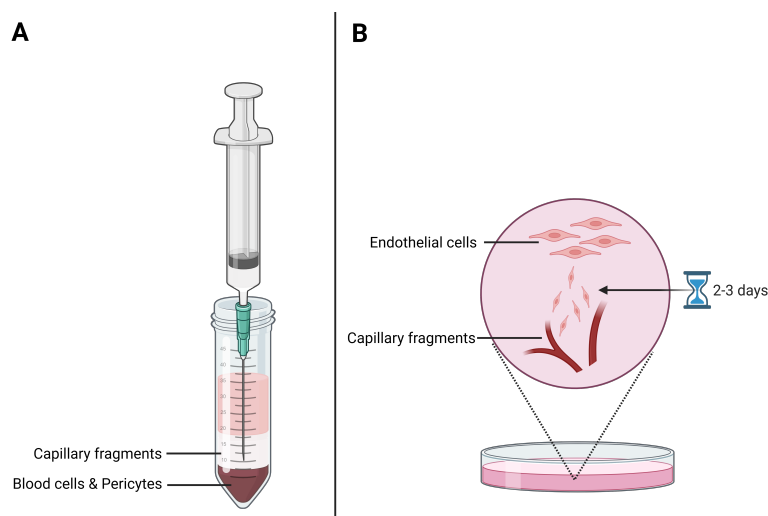 A
B
Endothelial cells
2-3 days
Capillary fragments
Capillary fragments
Blood cells & Pericytes